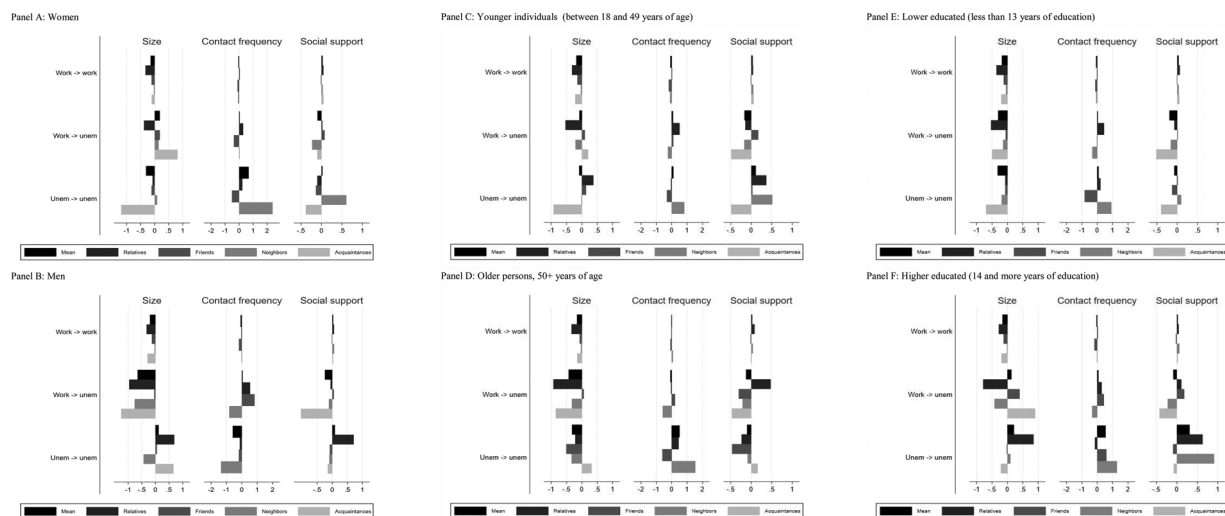 Panel A: Women
Size Contact frequency Social support
Work -> work
Work -> unem
Unem -> unem
-1 -.5 0 .5 1 -2 -1 0 1 2 -1 -.5 0 .5 1
Mean Relatives Friends Neighbors Acquaintances
Panel B: Men
Size Contact frequency Social support
Work -> work
Work -> unem
Unem -> unem
-1 -.5 0 .5 1 -2 -1 0 1 2 -1 -.5 0 .5 1
Mean Relatives Friends Neighbors Acquaintances
Panel C: Younger individuals (between 18 and 49 years of age)
Size Contact frequency Social support
Work -> work
Work -> unem
Unem -> unem
-1 -.5 0 .5 1 -2 -1 0 1 2 -.5 0 .5 1
Mean Relatives Friends Neighbors Acquaintances
Panel D: Older persons, 50+ years of age
Size Contact frequency Social support
Work -> work
Work -> unem
Unem -> unem
-1 -.5 0 .5 1 -2 -1 0 1 2 -.5 0 .5 1
Mean Relatives Friends Neighbors Acquaintances
Panel E: Lower educated (less than 13 years of education)
Size Contact frequency Social support
Work -> work
Work -> unem
Unem -> unem
-1 -.5 0 .5 1 -2 -1 0 1 2 -.5 0 .5 1
Mean Relatives Friends Neighbors Acquaintances
Panel F: Higher educated (14 and more years of education)
Size Contact frequency Social support
Work -> work
Work -> unem
Unem -> unem
-1 -.5 0 .5 1 -2 -1 0 1 2 -.5 0 .5 1
Mean Relatives Friends Neighbors Acquaintances